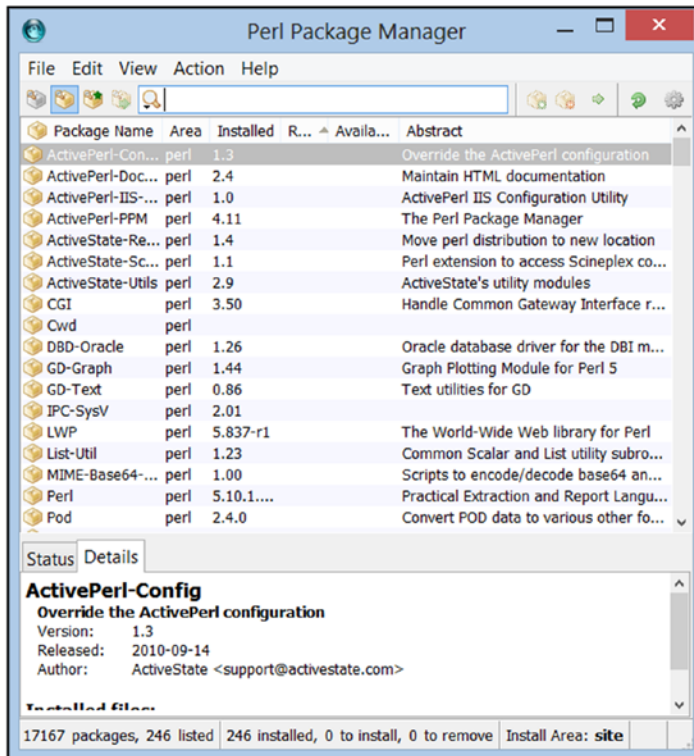 Perl Package Manager
File Edit View Action Help
Package Name Area Installed R... Availa... Abstract
ActivePerl-Con... perl 1.3 Override the ActivePerl configuration
ActivePerl-Doc... perl 2.4 Maintain HTML documentation
ActivePerl-IIS-... perl 1.0 ActivePerl IIS Configuration Utility
ActivePerl-PPM perl 4.11 The Perl Package Manager
ActiveState-Re... perl 1.4 Move perl distribution to new location
ActiveState-Sc... perl 1.1 Perl extension to access Scineplex co...
ActiveState-Utils perl 2.9 ActiveState's utility modules
CGI perl 3.50 Handle Common Gateway Interface r...
Cwd perl
DBD-Oracle perl 1.26 Oracle database driver for the DBI m...
GD-Graph perl 1.44 Graph Plotting Module for Perl 5
GD-Text perl 0.86 Text utilities for GD
IPC-SysV perl 2.01
LWP perl 5.837-r1 The World-Wide Web library for Perl
List-Util perl 1.23 Common Scalar and List utility subro...
MIME-Base64-... perl 1.00 Scripts to encode/decode base64 an...
Perl perl 5.10.1.... Practical Extraction and Report Langu...
Pod perl 2.4.0 Convert POD data to various other fo...
Status Details
ActivePerl-Config
Override the ActivePerl configuration
Version: 1.3
Released: 2010-09-14
Author: ActiveState <support@activestate.com>
Installed files:
17167 packages, 246 listed 246 installed, 0 to install, 0 to remove Install Area: site